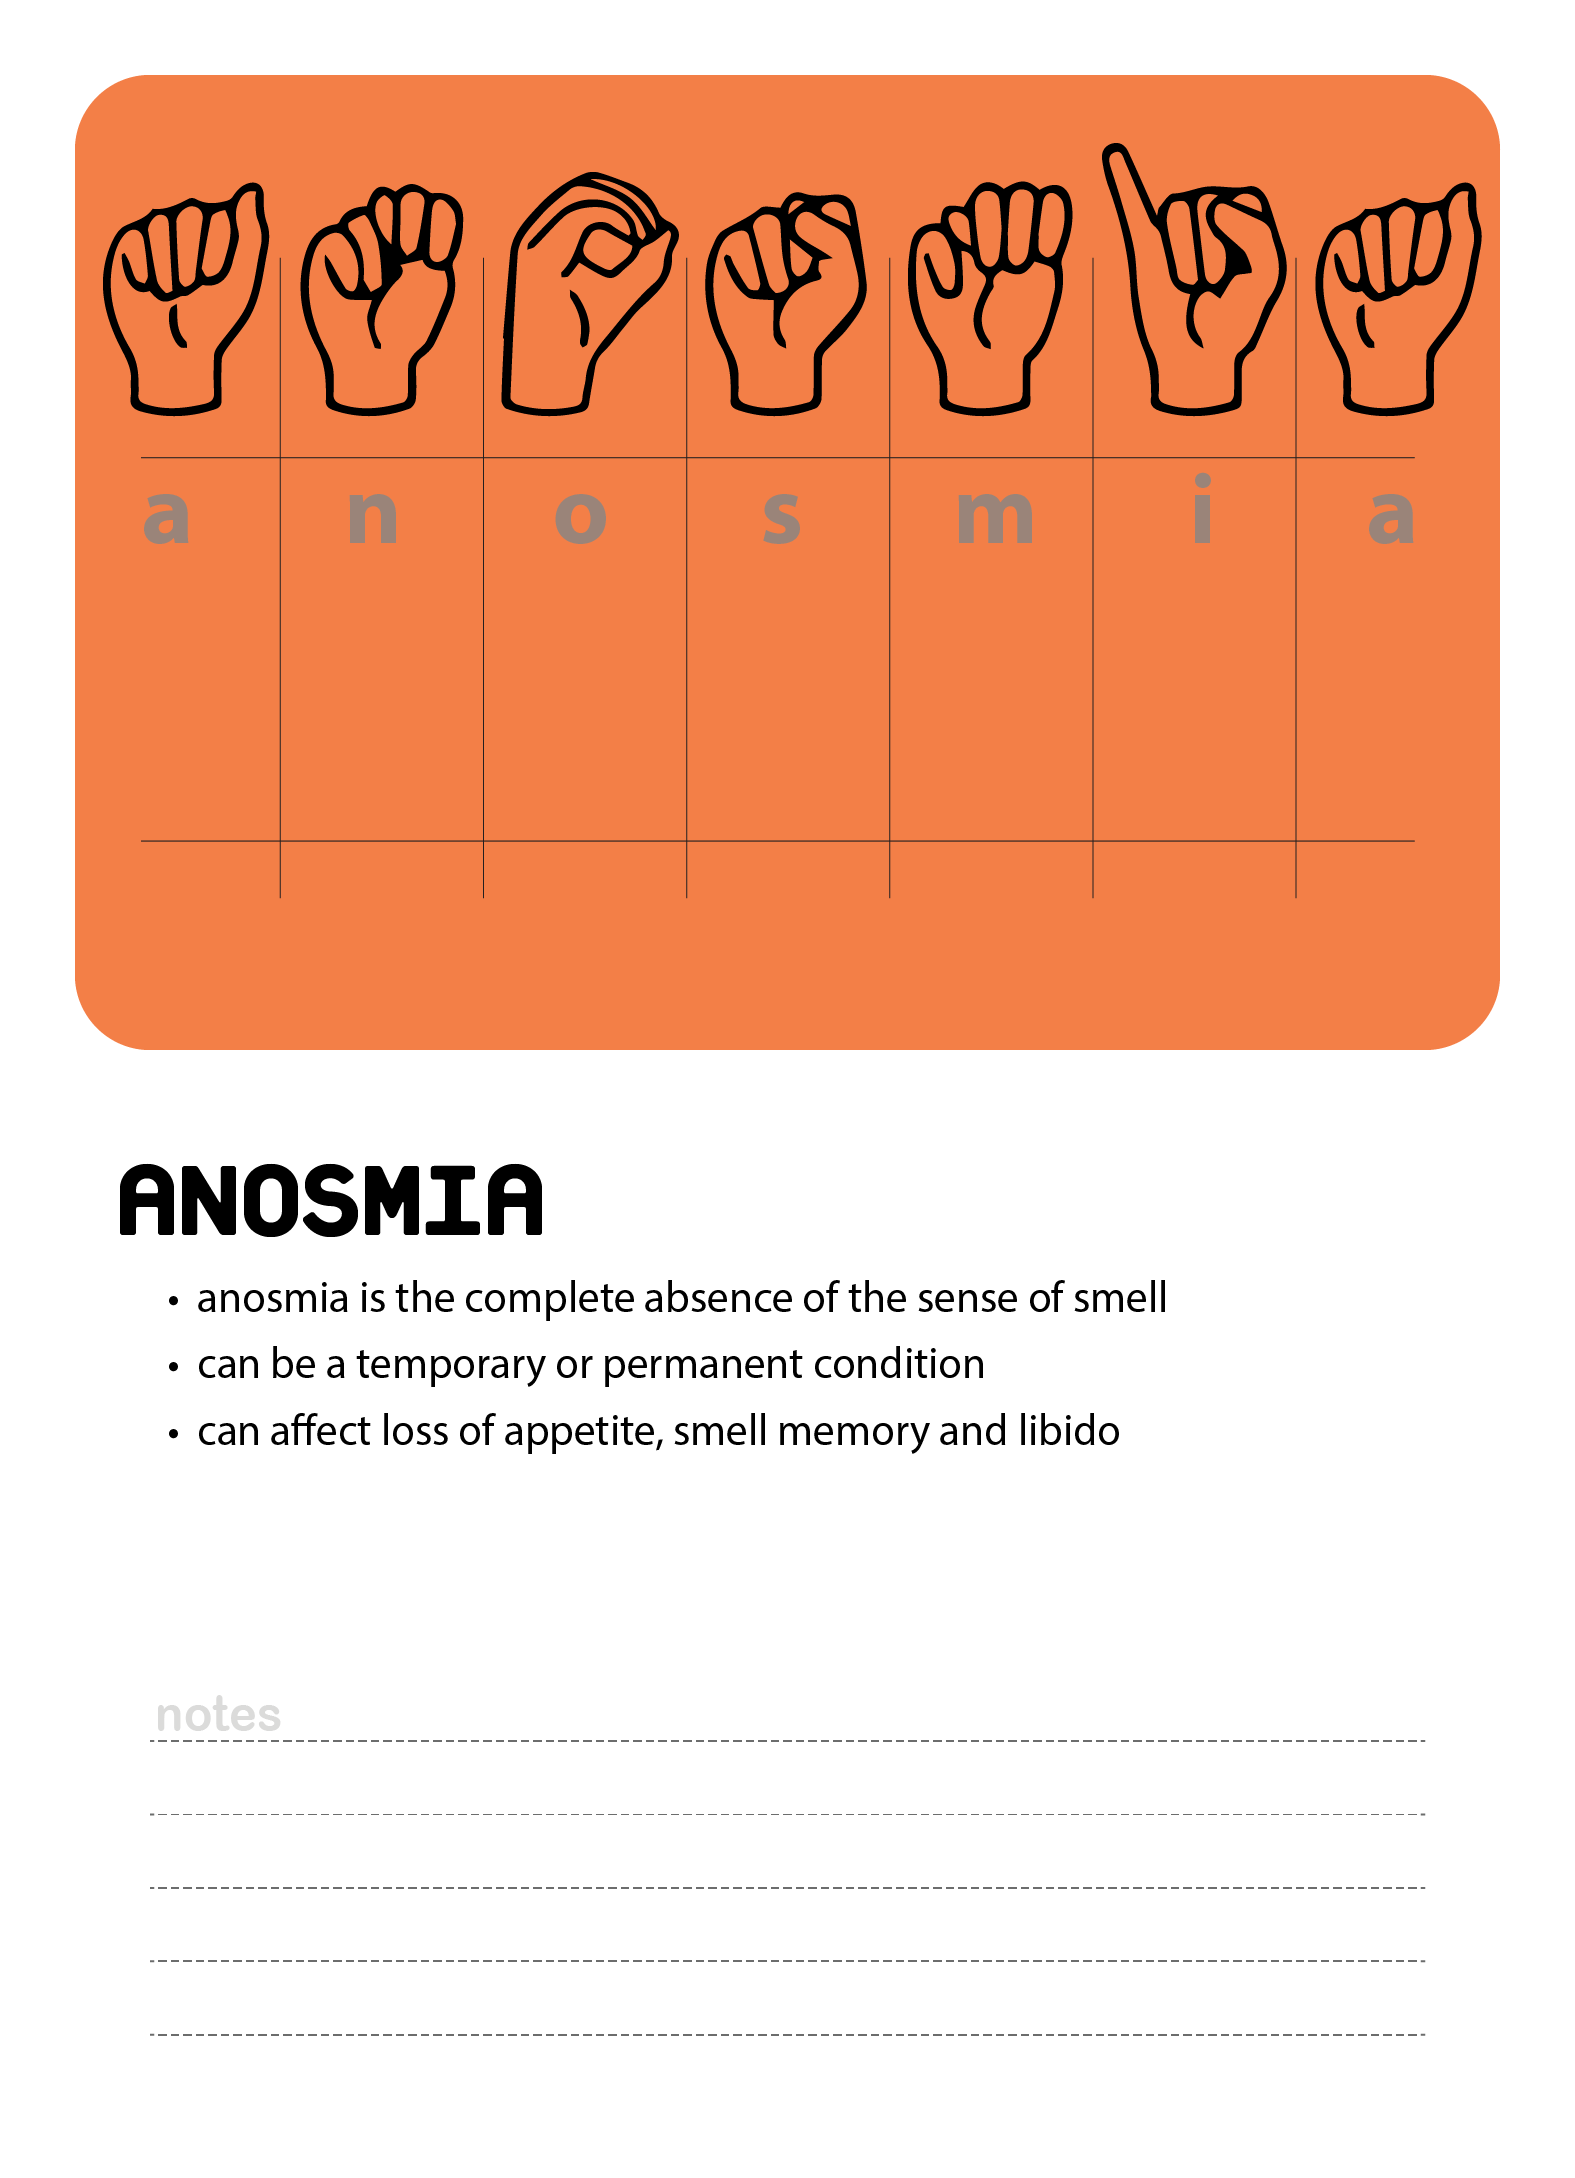 a n o s m i a
ANOSMIA
• anosmia is the complete absence of the sense of smell
• can be a temporary or permanent condition
• can affect loss of appetite, smell memory and libido
notes